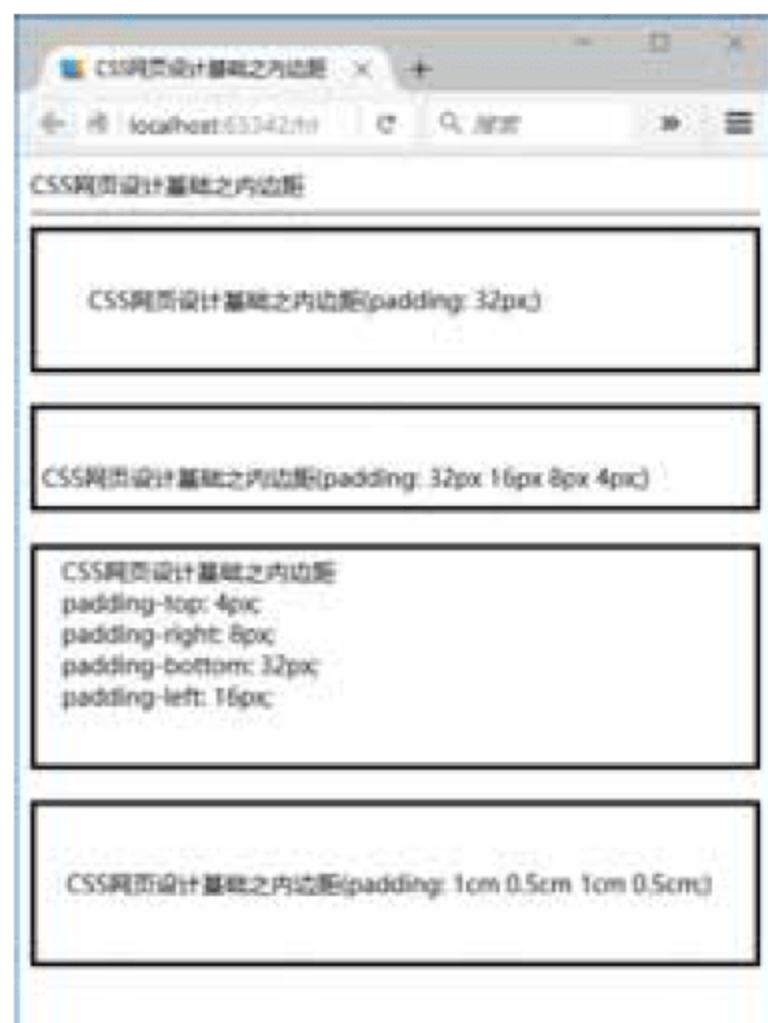 CSS网页设计基础之内边距
localhost:63342/ht
搜索
CSS网页设计基础之内边距
CSS网页设计基础之内边距(padding: 32px;)
CSS网页设计基础之内边距(padding: 32px 16px 8px 4px;)
CSS网页设计基础之内边距
padding-top: 4px;
padding-right: 8px;
padding-bottom: 32px;
padding-left: 16px;
CSS网页设计基础之内边距(padding: 1cm 0.5cm 1cm 0.5cm;)